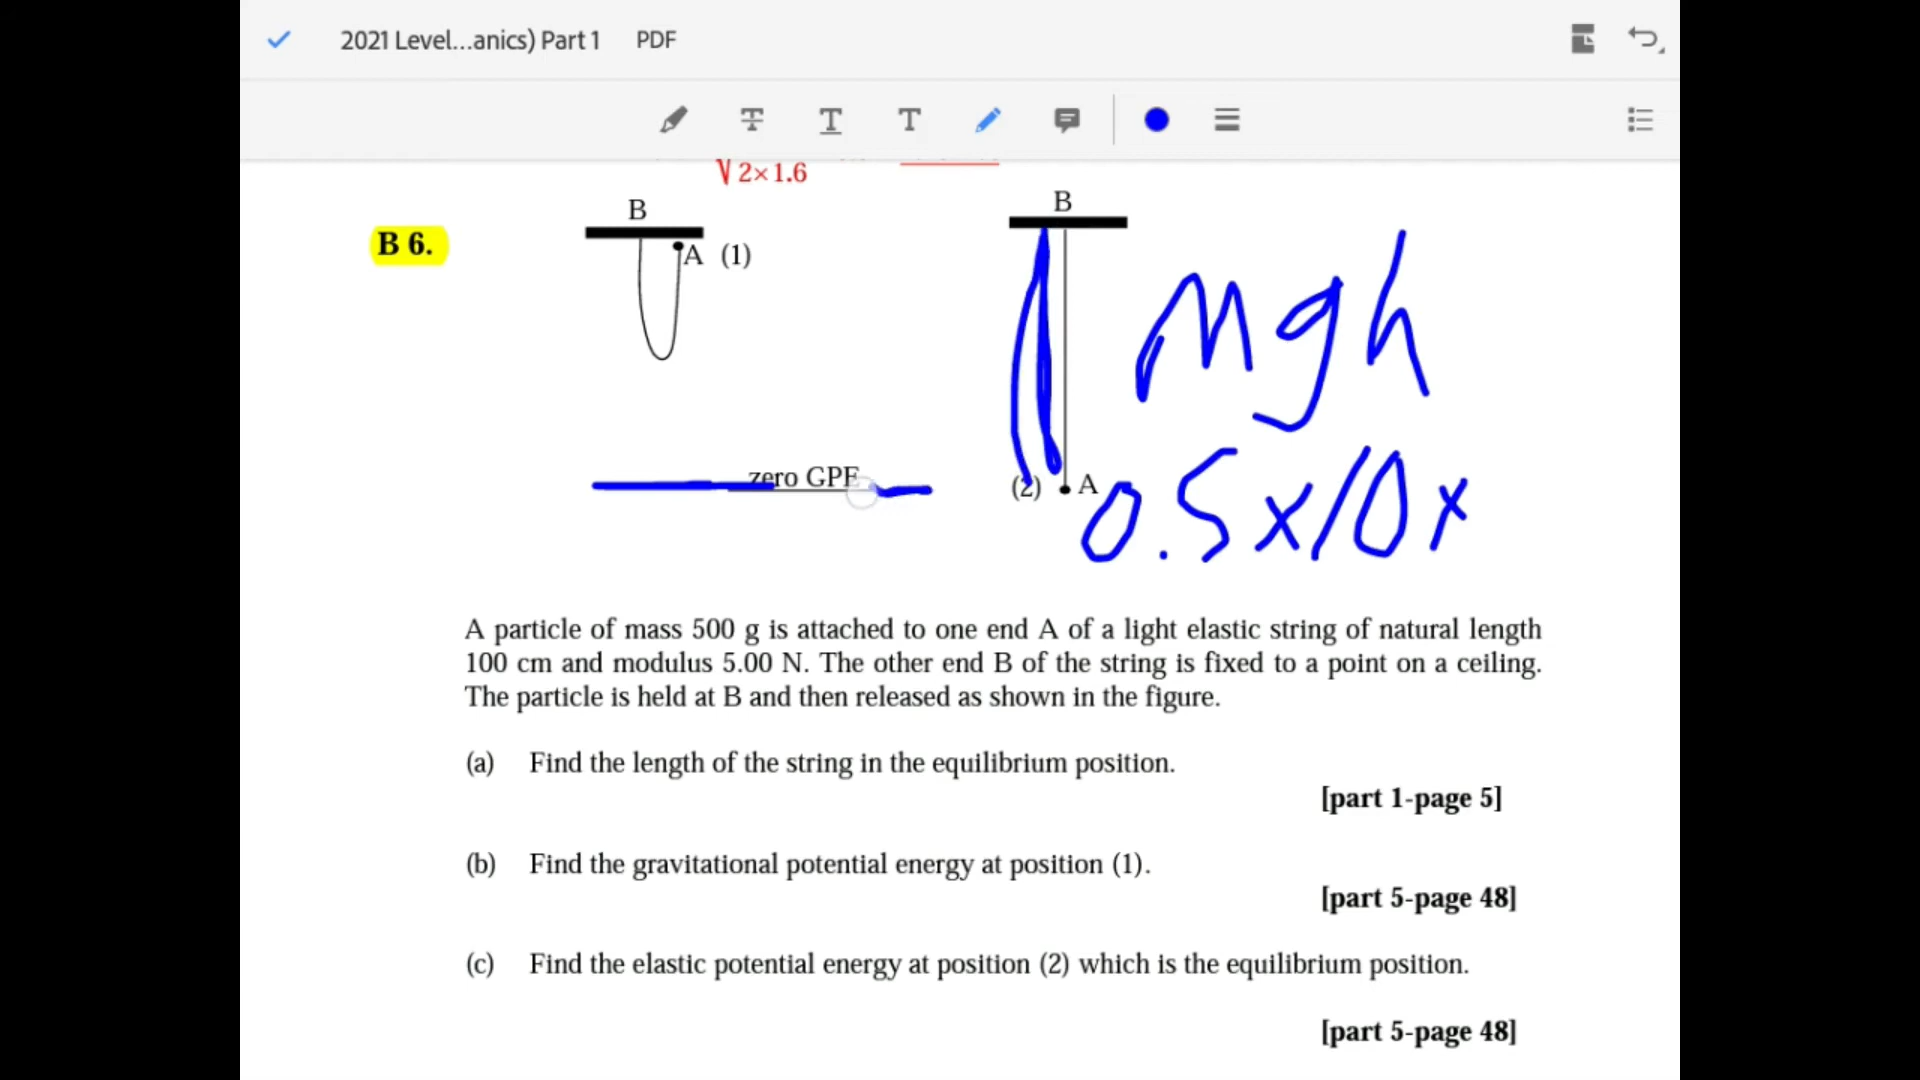 2021 Level...anics) Part 1 PDF
√2×1.6
B
B
B 6.
A (1)
Mgh
zero GPE
(2) A
0.5x10x
A particle of mass 500 g is attached to one end A of a light elastic string of natural length
100 cm and modulus 5.00 N. The other end B of the string is fixed to a point on a ceiling.
The particle is held at B and then released as shown in the figure.
(a) Find the length of the string in the equilibrium position.
[part 1-page 5]
(b) Find the gravitational potential energy at position (1).
[part 5-page 48]
(c) Find the elastic potential energy at position (2) which is the equilibrium position.
[part 5-page 48]